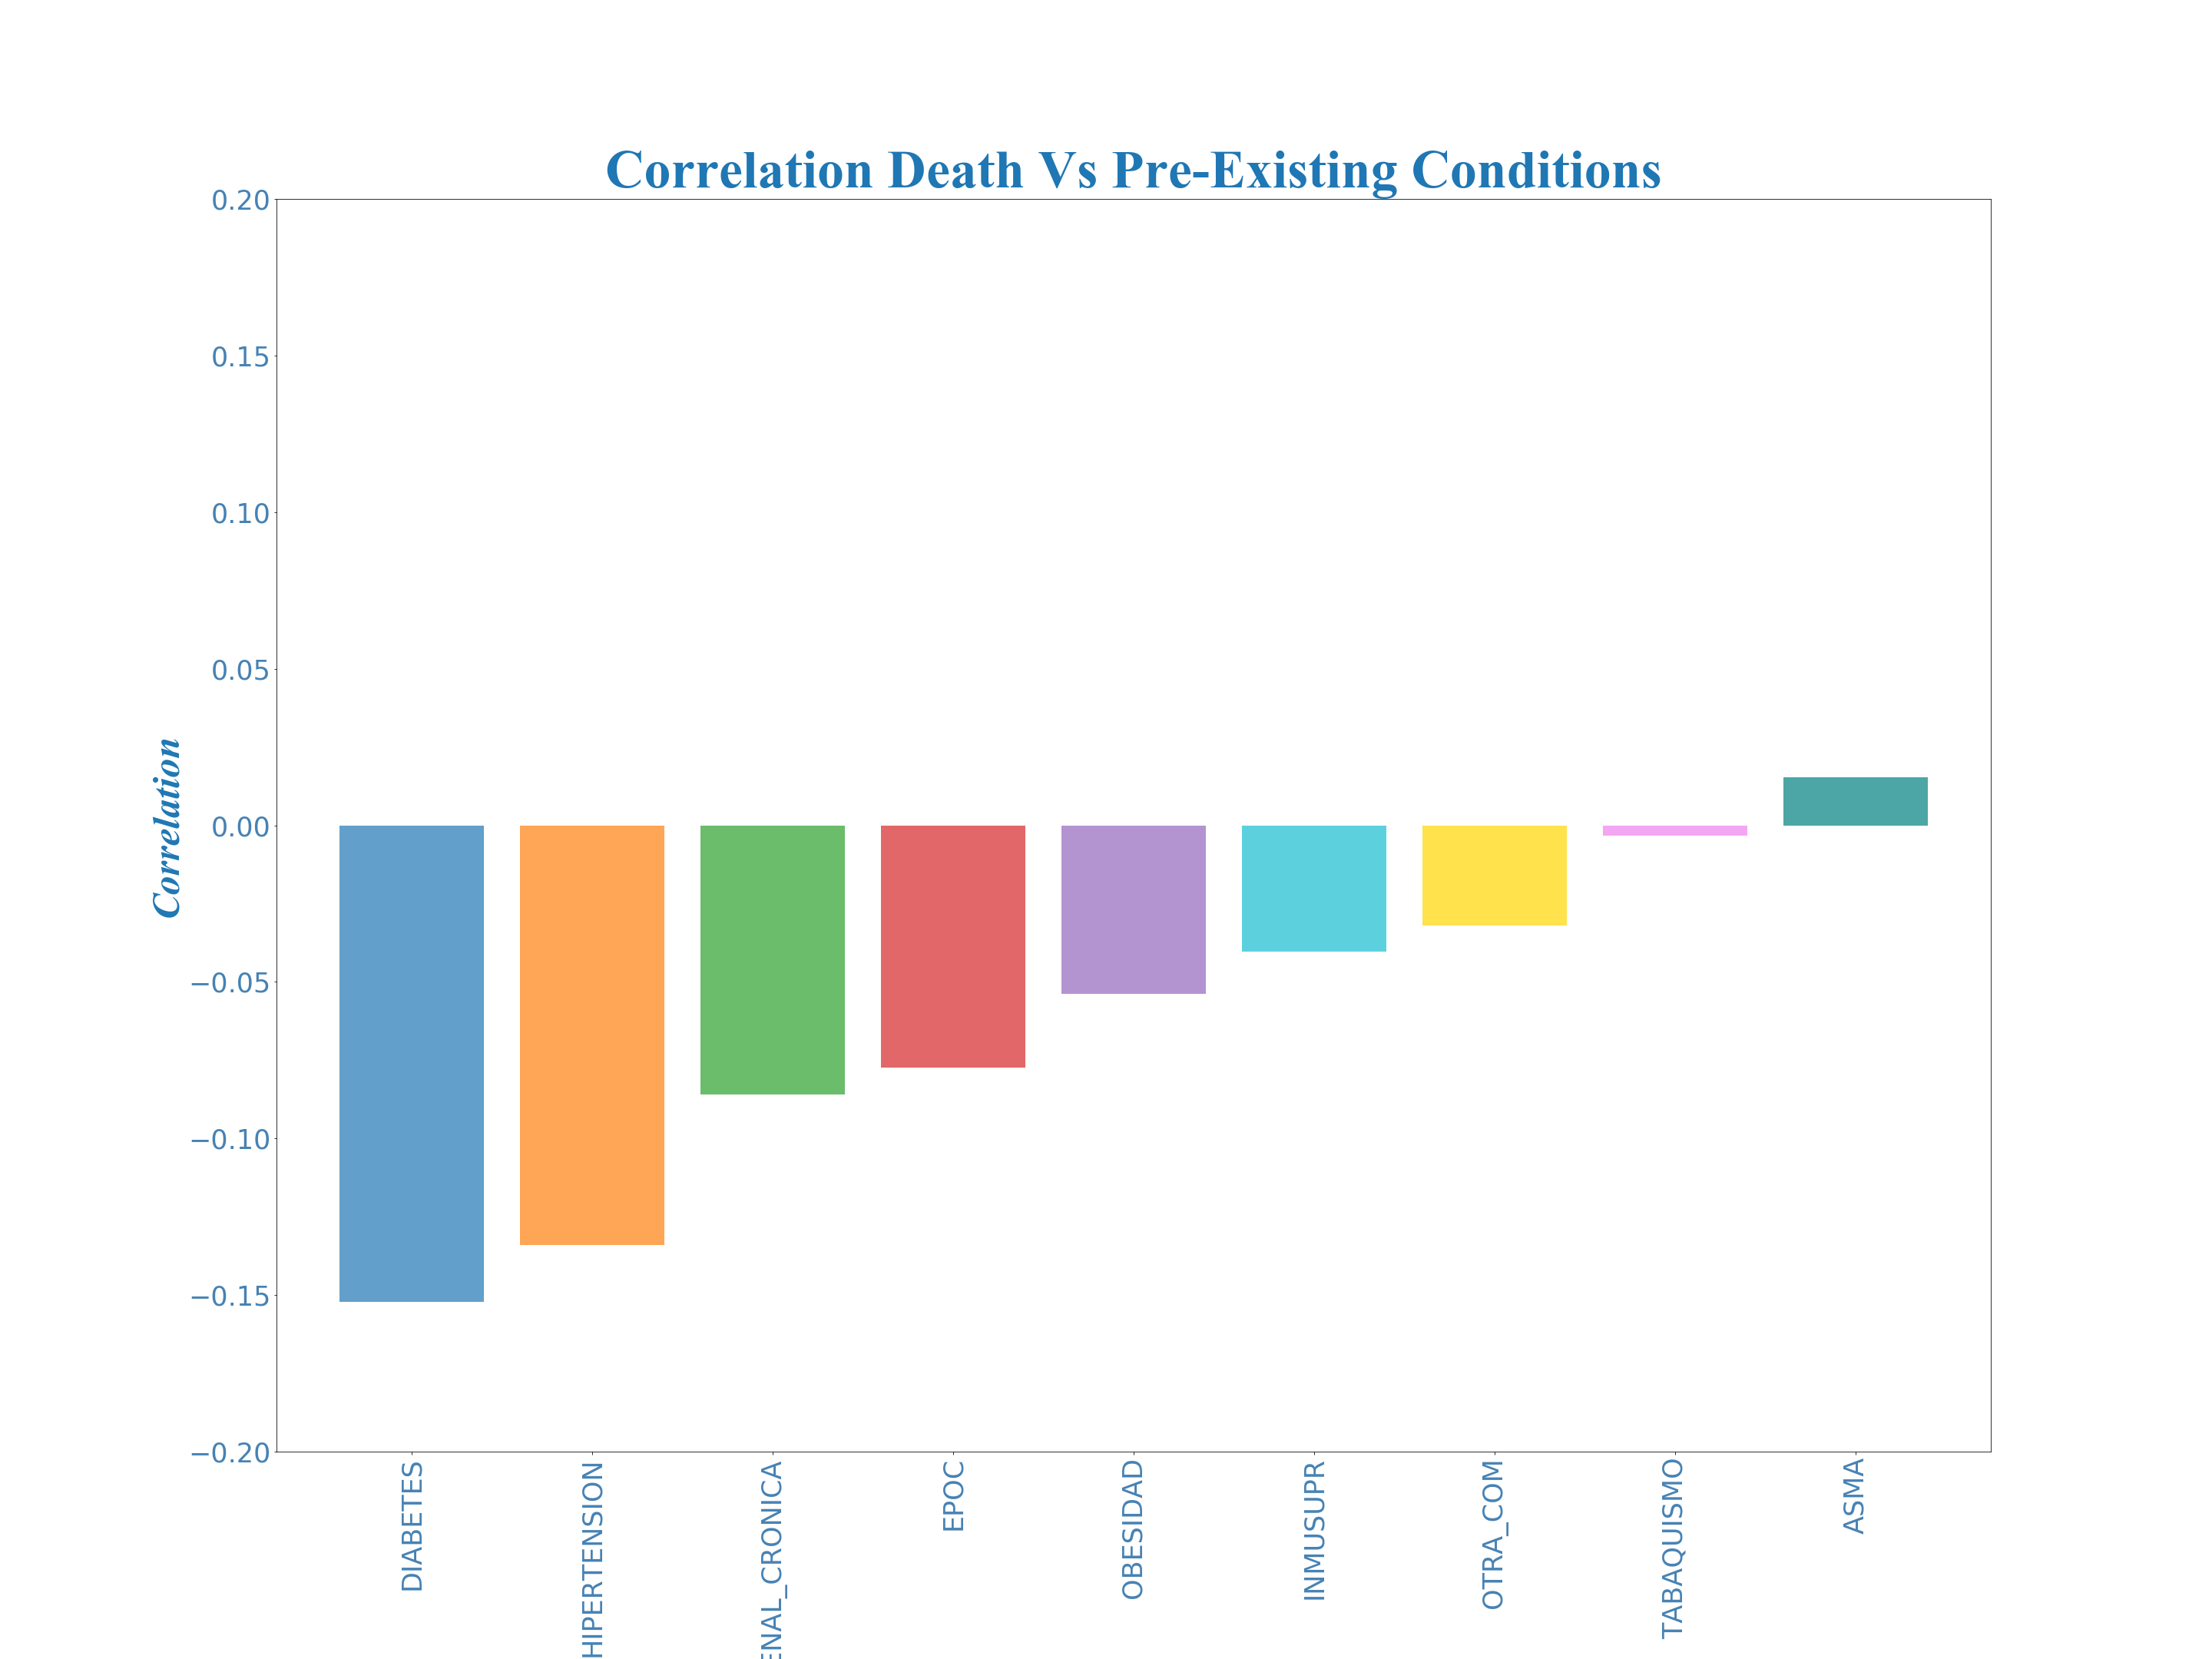 Correlation Death Vs Pre-Existing Conditions
0.20
0.15
0.10
0.05
0.00
−0.05
−0.10
−0.15
−0.20
Correlation
DIABETES
HIPERTENSION
ENAL_CRONICA
EPOC
OBESIDAD
INMUSUPR
OTRA_COM
TABAQUISMO
ASMA